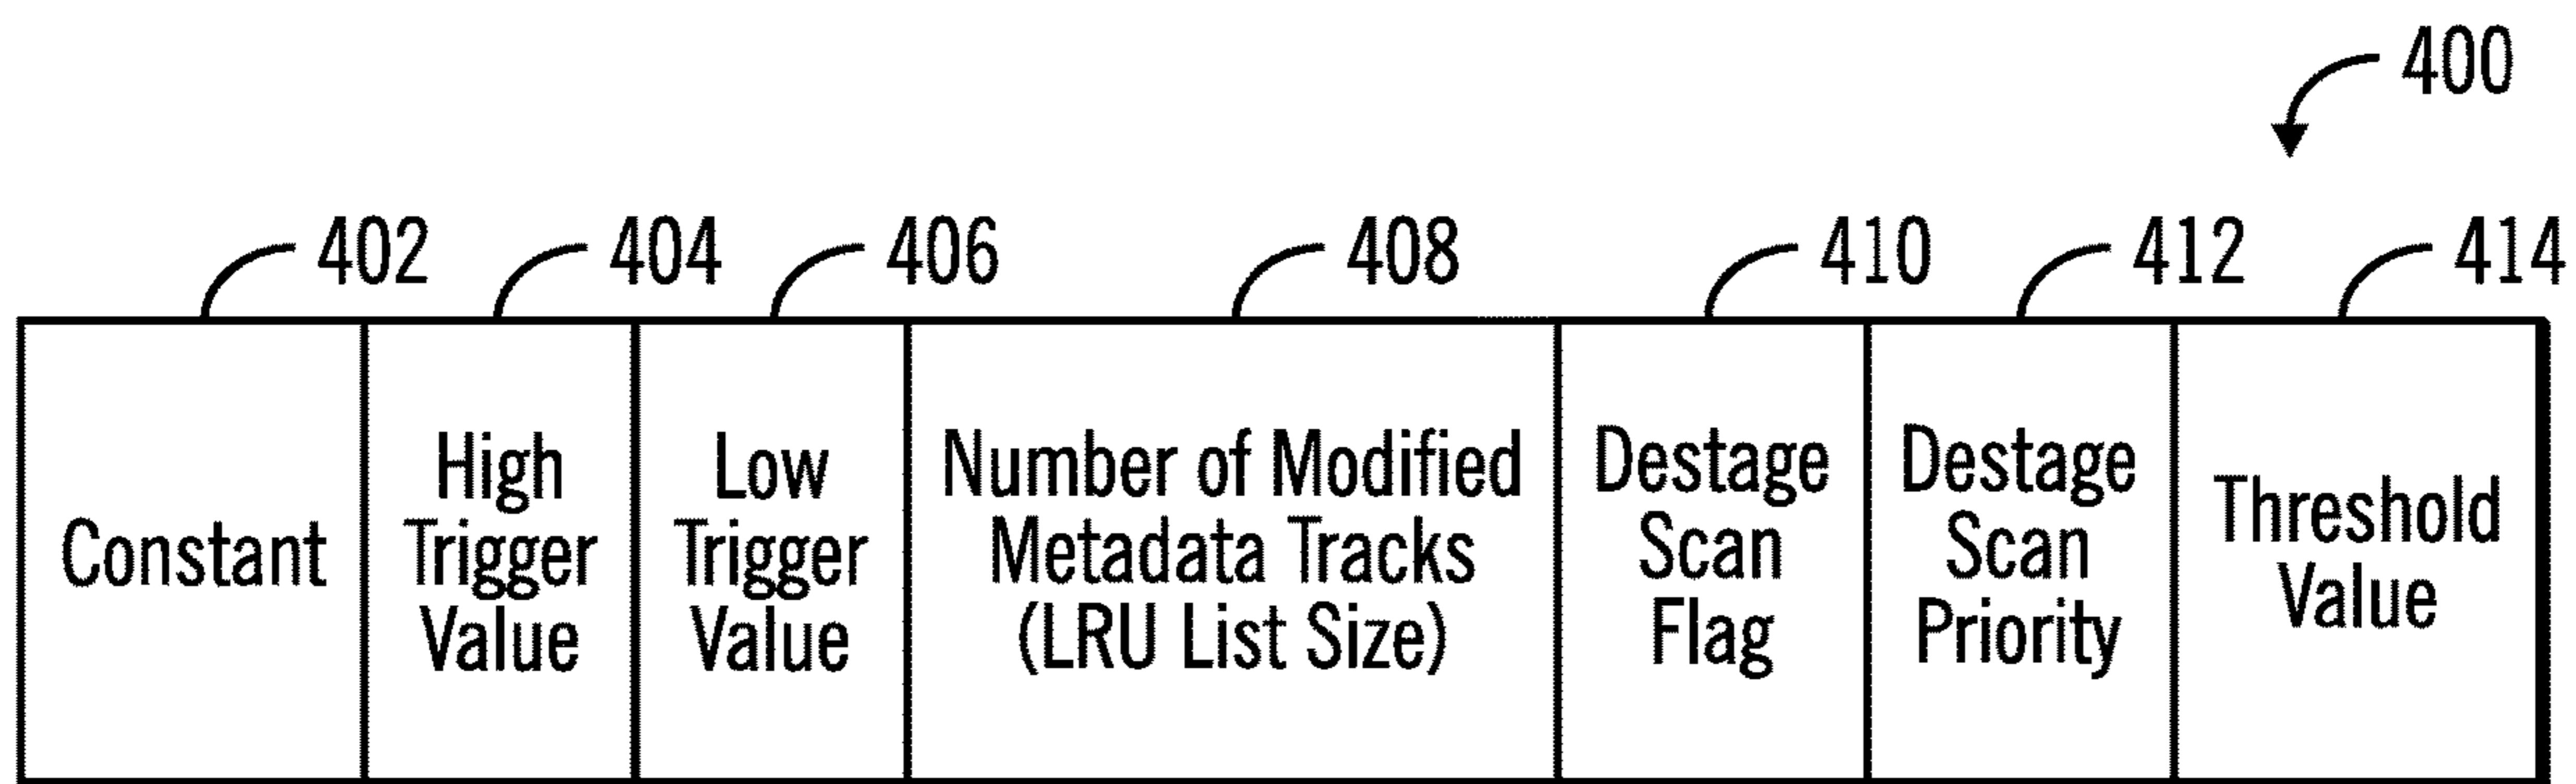 400
402
404
406
408
410
412
414
Constant
High
Trigger
Value
Low
Trigger
Value
Number of Modified
Metadata Tracks
(LRU List Size)
Destage
Scan
Flag
Destage
Scan
Priority
Threshold
Value